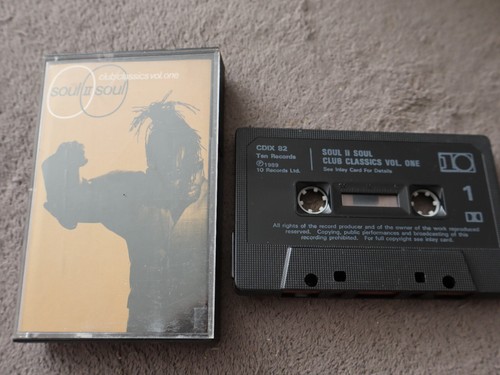 club classics vol. one
soul II soul
CDIX 82
Ten Records
℗1989
10 Records Ltd.
SOUL II SOUL
CLUB CLASSICS VOL. ONE
See Inlay Card For Details
10
1
All rights of the record producer and of the owner of the work reproduced
reserved. Copying, public performances and broadcasting of this
recording prohibited. For full copyright see inlay card.